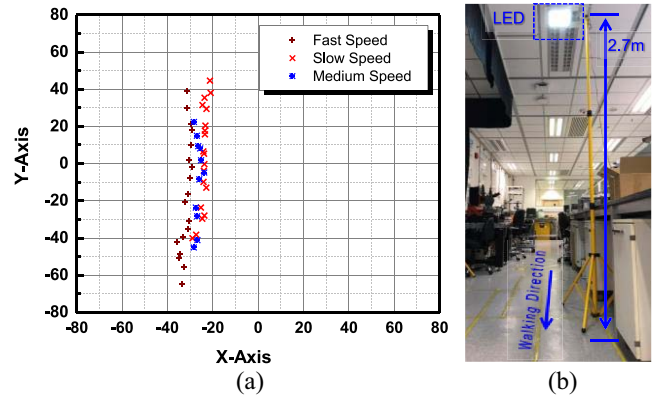 80
60
40
20
0
-20
-40
-60
-80
Y-Axis
Fast Speed
Slow Speed
Medium Speed
-80 -60 -40 -20 0 20 40 60 80
X-Axis
(a)
LED
2.7m
Walking Direction
(b)